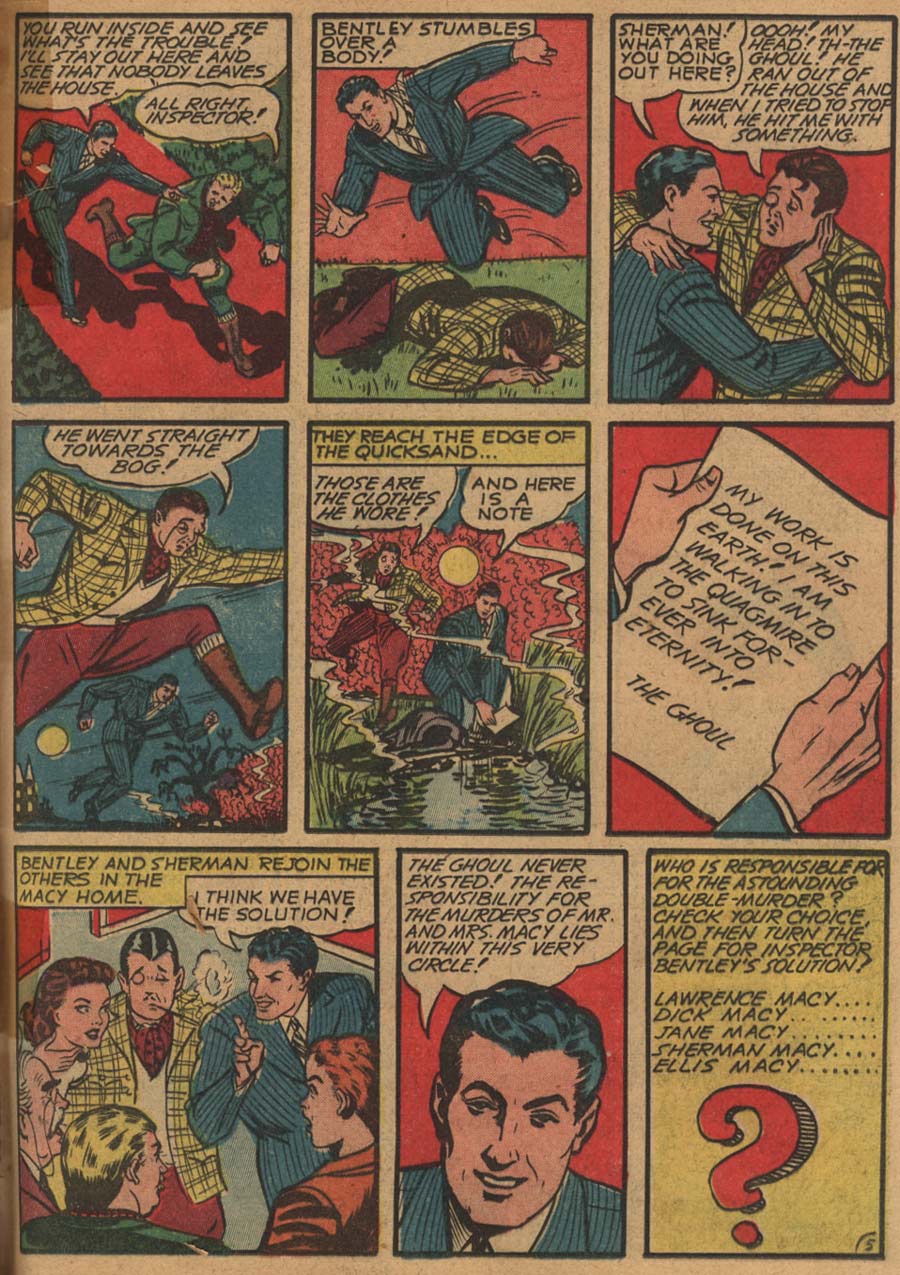 YOU RUN INSIDE AND SEE
WHAT'S THE TROUBLE!
I'LL STAY OUT HERE AND
SEE THAT NOBODY LEAVES
THE HOUSE.
ALL RIGHT,
INSPECTOR!
BENTLEY STUMBLES
OVER A
BODY!
SHERMAN!
WHAT ARE
YOU DOING
OUT HERE?
OOOH! MY
HEAD! TH-THE
GHOUL! HE
RAN OUT OF
THE HOUSE AND
WHEN I TRIED TO STOP
HIM, HE HIT ME WITH
SOMETHING.
HE WENT STRAIGHT
TOWARDS THE
BOG!
THEY REACH THE EDGE OF
THE QUICKSAND...
THOSE ARE
THE CLOTHES
HE WORE!
AND HERE
IS A
NOTE
MY WORK IS
DONE ON THIS
EARTH! I AM
WALKING IN TO
THE QUAGMIRE
TO SINK FOR-
EVER INTO
ETERNITY!
THE GHOUL
BENTLEY AND SHERMAN REJOIN THE
OTHERS IN THE
MACY HOME.
I THINK WE HAVE
THE SOLUTION!
THE GHOUL NEVER
EXISTED! THE RE-
SPONSIBILITY FOR
THE MURDERS OF MR.
AND MRS. MACY LIES
WITHIN THIS VERY
CIRCLE!
WHO IS RESPONSIBLE FOR
FOR THE ASTOUNDING
DOUBLE-MURDER?
CHECK YOUR CHOICE,
AND THEN TURN THE
PAGE FOR INSPECTOR
BENTLEY'S SOLUTION?
LAWRENCE MACY....
DICK MACY.. ........
JANE MACY.........
SHERMAN MACY....
ELLIS MACY........
?
5